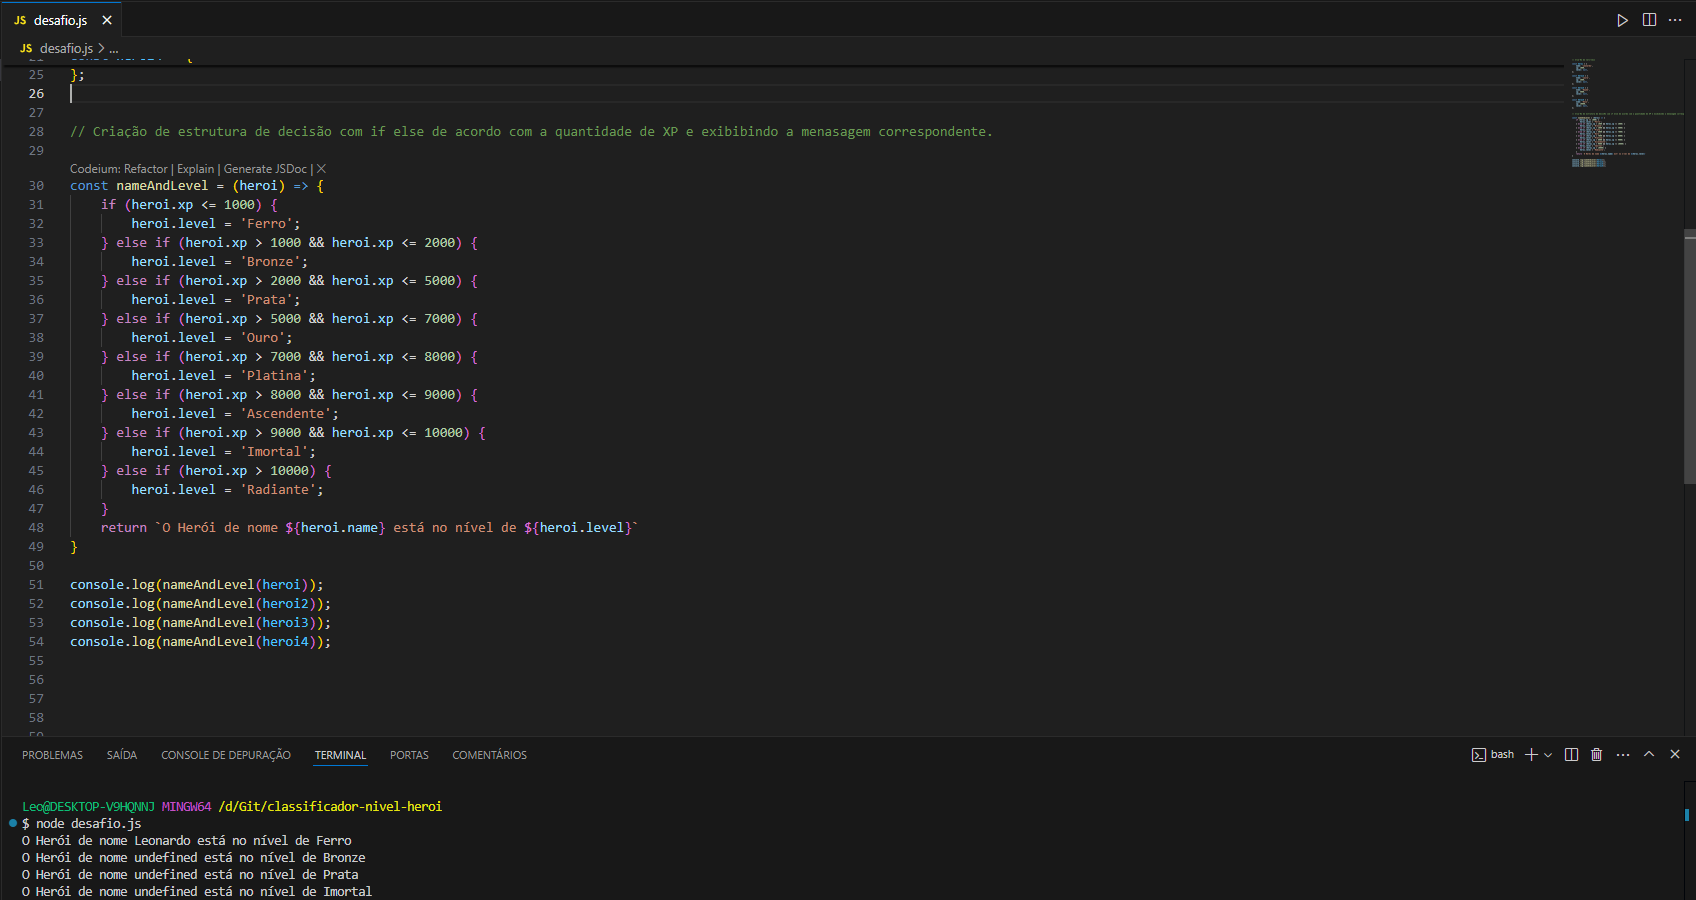 JS desafio.js
JS desafio.js > ...
25 };
26
27
28 // Criação de estrutura de decisão com if else de acordo com a quantidade de XP e exibibindo a menasagem correspondente.
29
Codeium: Refactor | Explain | Generate JSDoc | X
30 const nameAndLevel = (heroi) => {
31 if (heroi.xp <= 1000) {
32 heroi.level = 'Ferro';
33 } else if (heroi.xp > 1000 && heroi.xp <= 2000) {
34 heroi.level = 'Bronze';
35 } else if (heroi.xp > 2000 && heroi.xp <= 5000) {
36 heroi.level = 'Prata';
37 } else if (heroi.xp > 5000 && heroi.xp <= 7000) {
38 heroi.level = 'Ouro';
39 } else if (heroi.xp > 7000 && heroi.xp <= 8000) {
40 heroi.level = 'Platina';
41 } else if (heroi.xp > 8000 && heroi.xp <= 9000) {
42 heroi.level = 'Ascendente';
43 } else if (heroi.xp > 9000 && heroi.xp <= 10000) {
44 heroi.level = 'Imortal';
45 } else if (heroi.xp > 10000) {
46 heroi.level = 'Radiante';
47 }
48 return `O Herói de nome ${heroi.name} está no nível de ${heroi.level}`
49 }
50
51 console.log(nameAndLevel(heroi));
52 console.log(nameAndLevel(heroi2));
53 console.log(nameAndLevel(heroi3));
54 console.log(nameAndLevel(heroi4));
55
56
57
58
PROBLEMAS SAÍDA CONSOLE DE DEPURAÇÃO TERMINAL PORTAS COMENTÁRIOS bash
Leo@DESKTOP-V9HQNNJ MINGW64 /d/Git/classificador-nivel-heroi
$ node desafio.js
O Herói de nome Leonardo está no nível de Ferro
O Herói de nome undefined está no nível de Bronze
O Herói de nome undefined está no nível de Prata
O Herói de nome undefined está no nível de Imortal